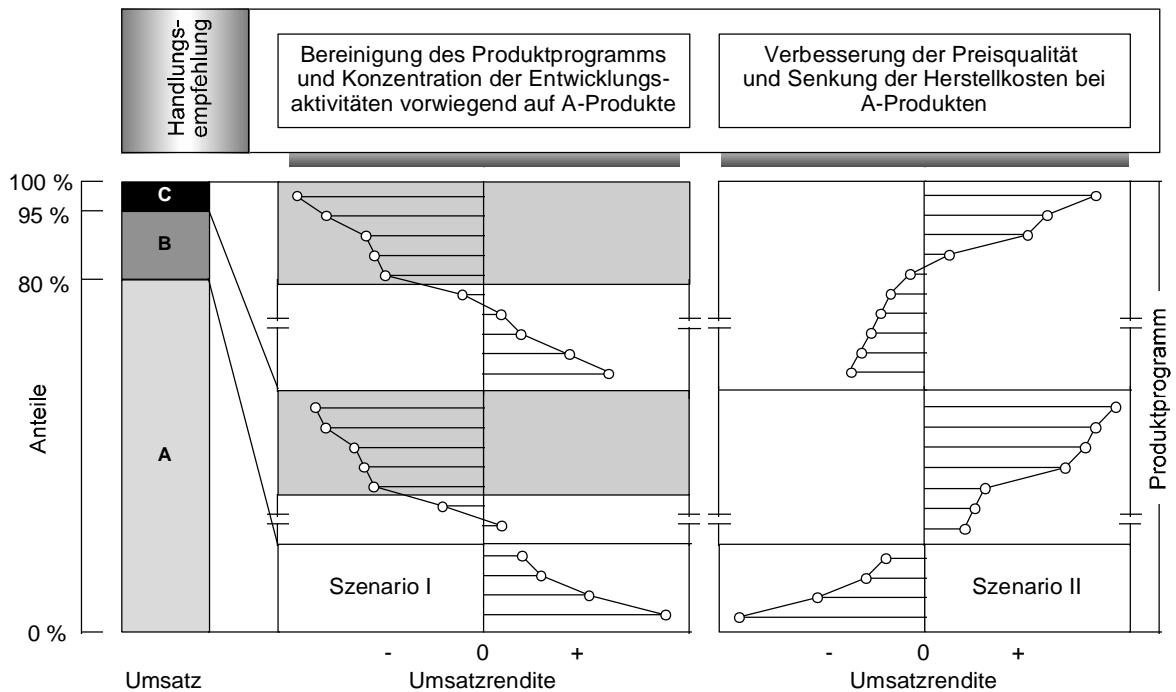 Handlungs-
empfehlung
Bereinigung des Produktprogramms
und Konzentration der Entwicklungs-
aktivitäten vorwiegend auf A-Produkte
Verbesserung der Preisqualität
und Senkung der Herstellkosten bei
A-Produkten
100 %
95 %
80 %
0 %
Anteile
C
B
A
Szenario I
Szenario II
Produktprogramm
- 0 +
- 0 +
Umsatz
Umsatzrendite
Umsatzrendite